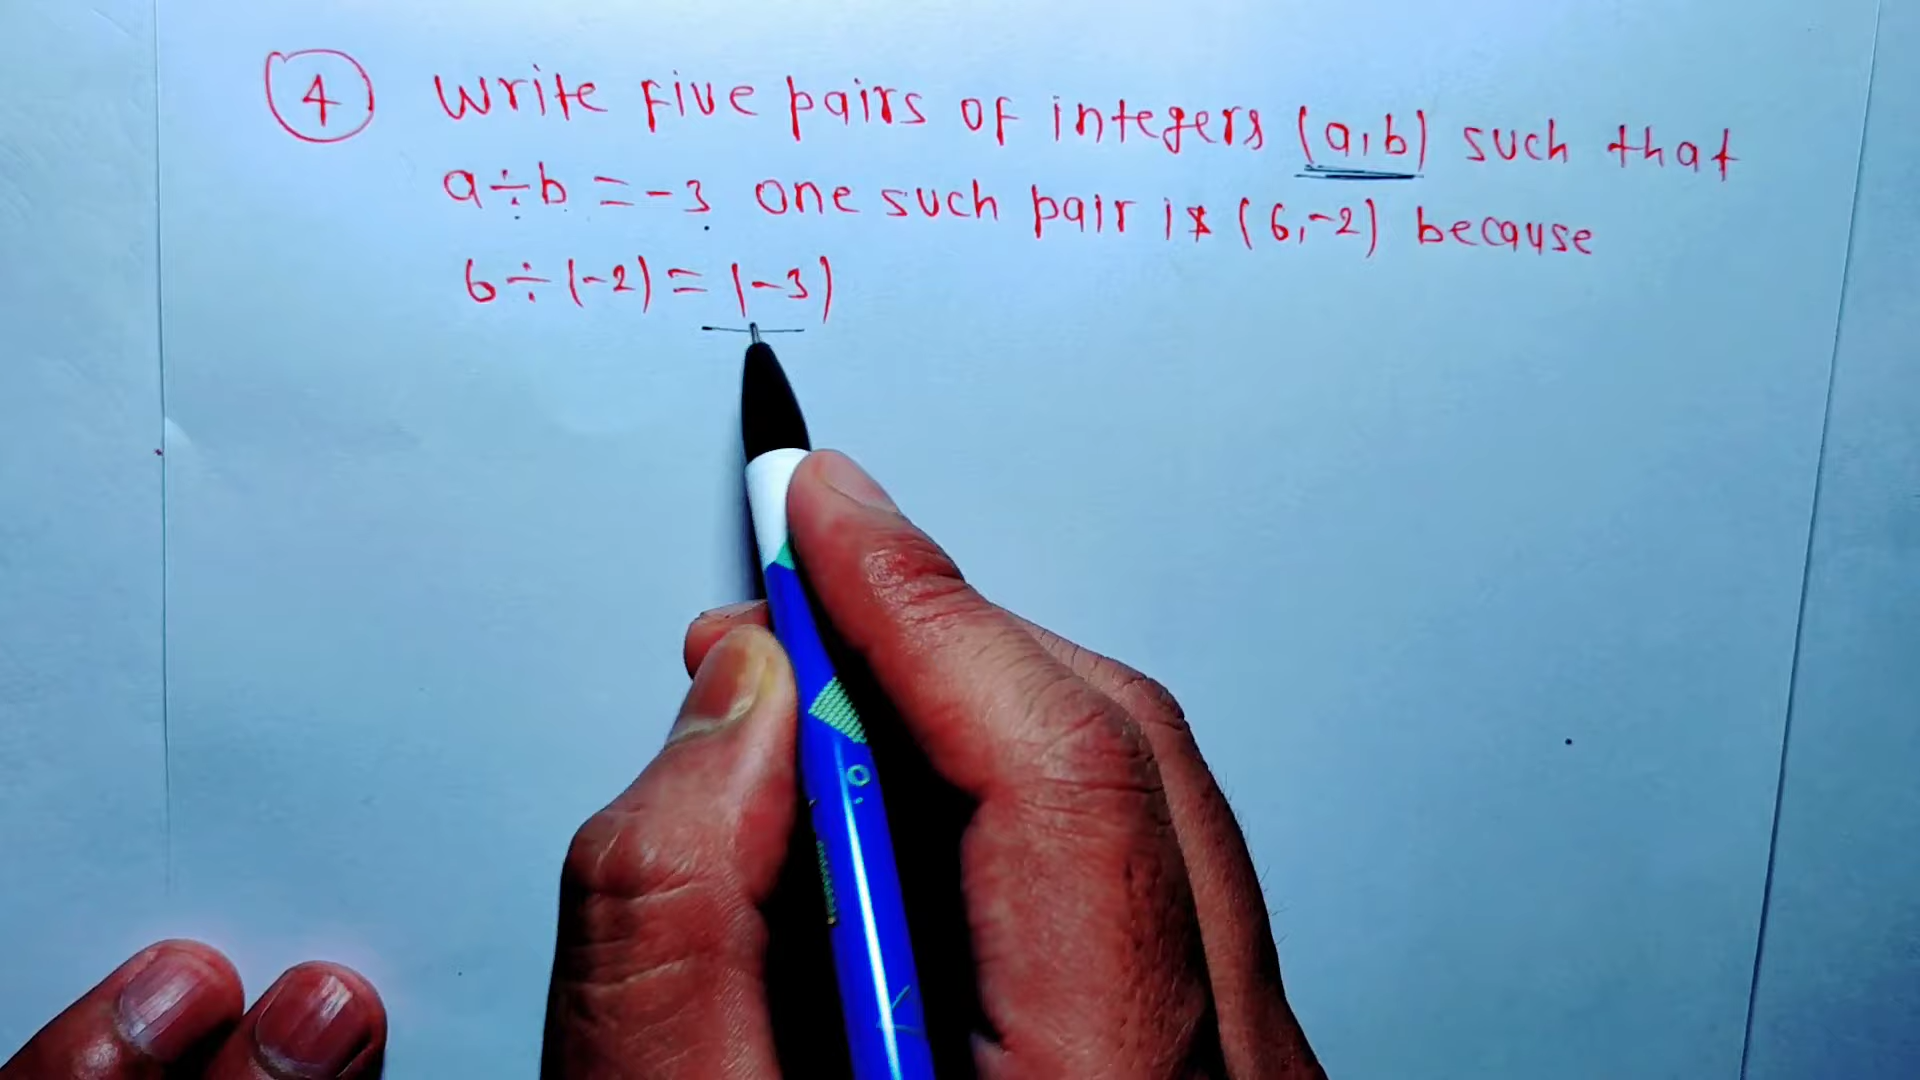 4 Write five pairs of integers (a,b) such that
a÷b = -3 one such pair is (6,-2) because
6÷(-2) = (-3)